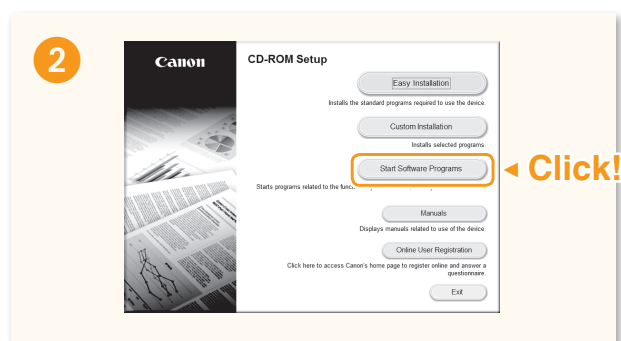 2
Canon
CD-ROM Setup
Easy Installation
Installs the standard programs required to use the device.
Custom Installation
Installs selected programs.
Start Software Programs
Click!
Starts programs related to the
Manuals
Displays manuals related to use of the device.
Online User Registration
Click here to access Canon's home page to register online and answer a
questionnaire.
Exit